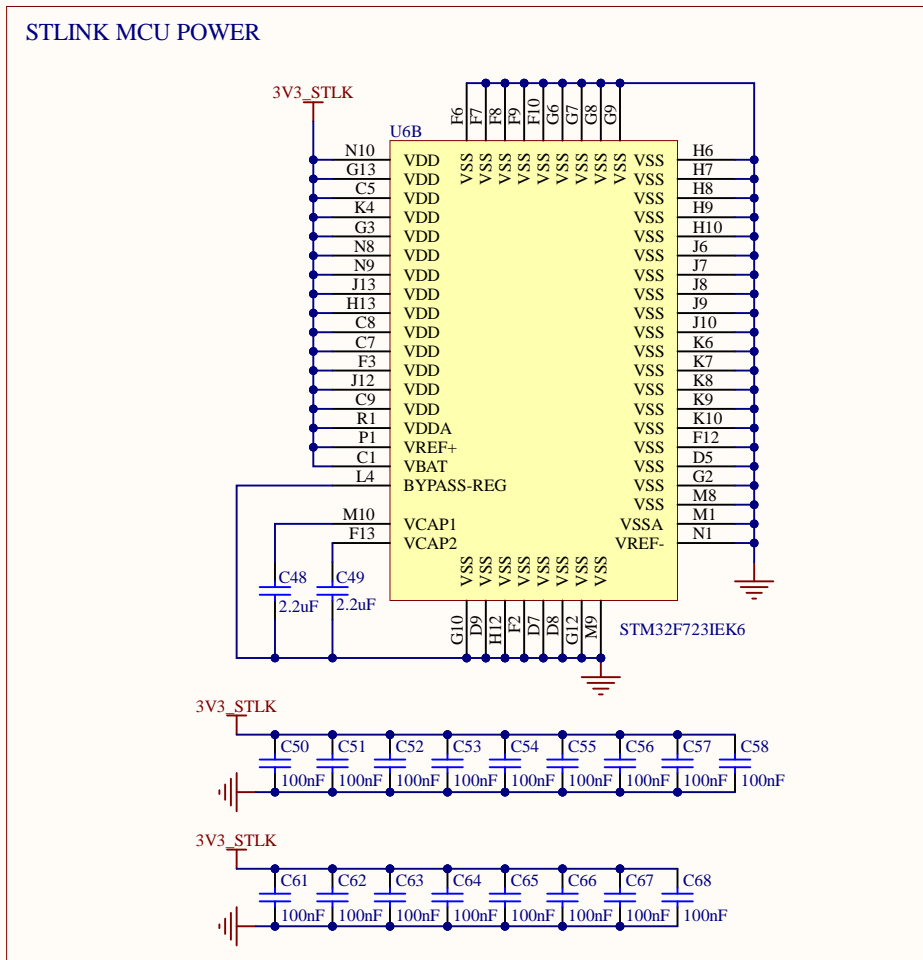 STLINK MCU POWER
3V3_STLK
F6 F7 F8 F9 F10 G6 G7 G8 G9
U6B
VSS VSS VSS VSS VSS VSS VSS VSS VSS
N10 VDD VSS H6
G13 VDD VSS H7
C5 VDD VSS H8
K4 VDD VSS H9
G3 VDD VSS H10
N8 VDD VSS J6
N9 VDD VSS J7
J13 VDD VSS J8
H13 VDD VSS J9
C8 VDD VSS J10
C7 VDD VSS K6
F3 VDD VSS K7
J12 VDD VSS K8
C9 VDD VSS K9
R1 VDDA VSS K10
P1 VREF+ VSS F12
C1 VBAT VSS D5
L4 BYPASS-REG VSS G2
VSS M8
M10 VCAP1 VSSA M1
F13 VCAP2 VREF- N1
VSS VSS VSS VSS VSS VSS VSS VSS
C48 C49
2.2uF 2.2uF
G10 D9 H12 F2 D7 D8 G12 M9
STM32F723IEK6
3V3_STLK
C50 C51 C52 C53 C54 C55 C56 C57 C58
100nF 100nF 100nF 100nF 100nF 100nF 100nF 100nF 100nF
3V3_STLK
C61 C62 C63 C64 C65 C66 C67 C68
100nF 100nF 100nF 100nF 100nF 100nF 100nF 100nF